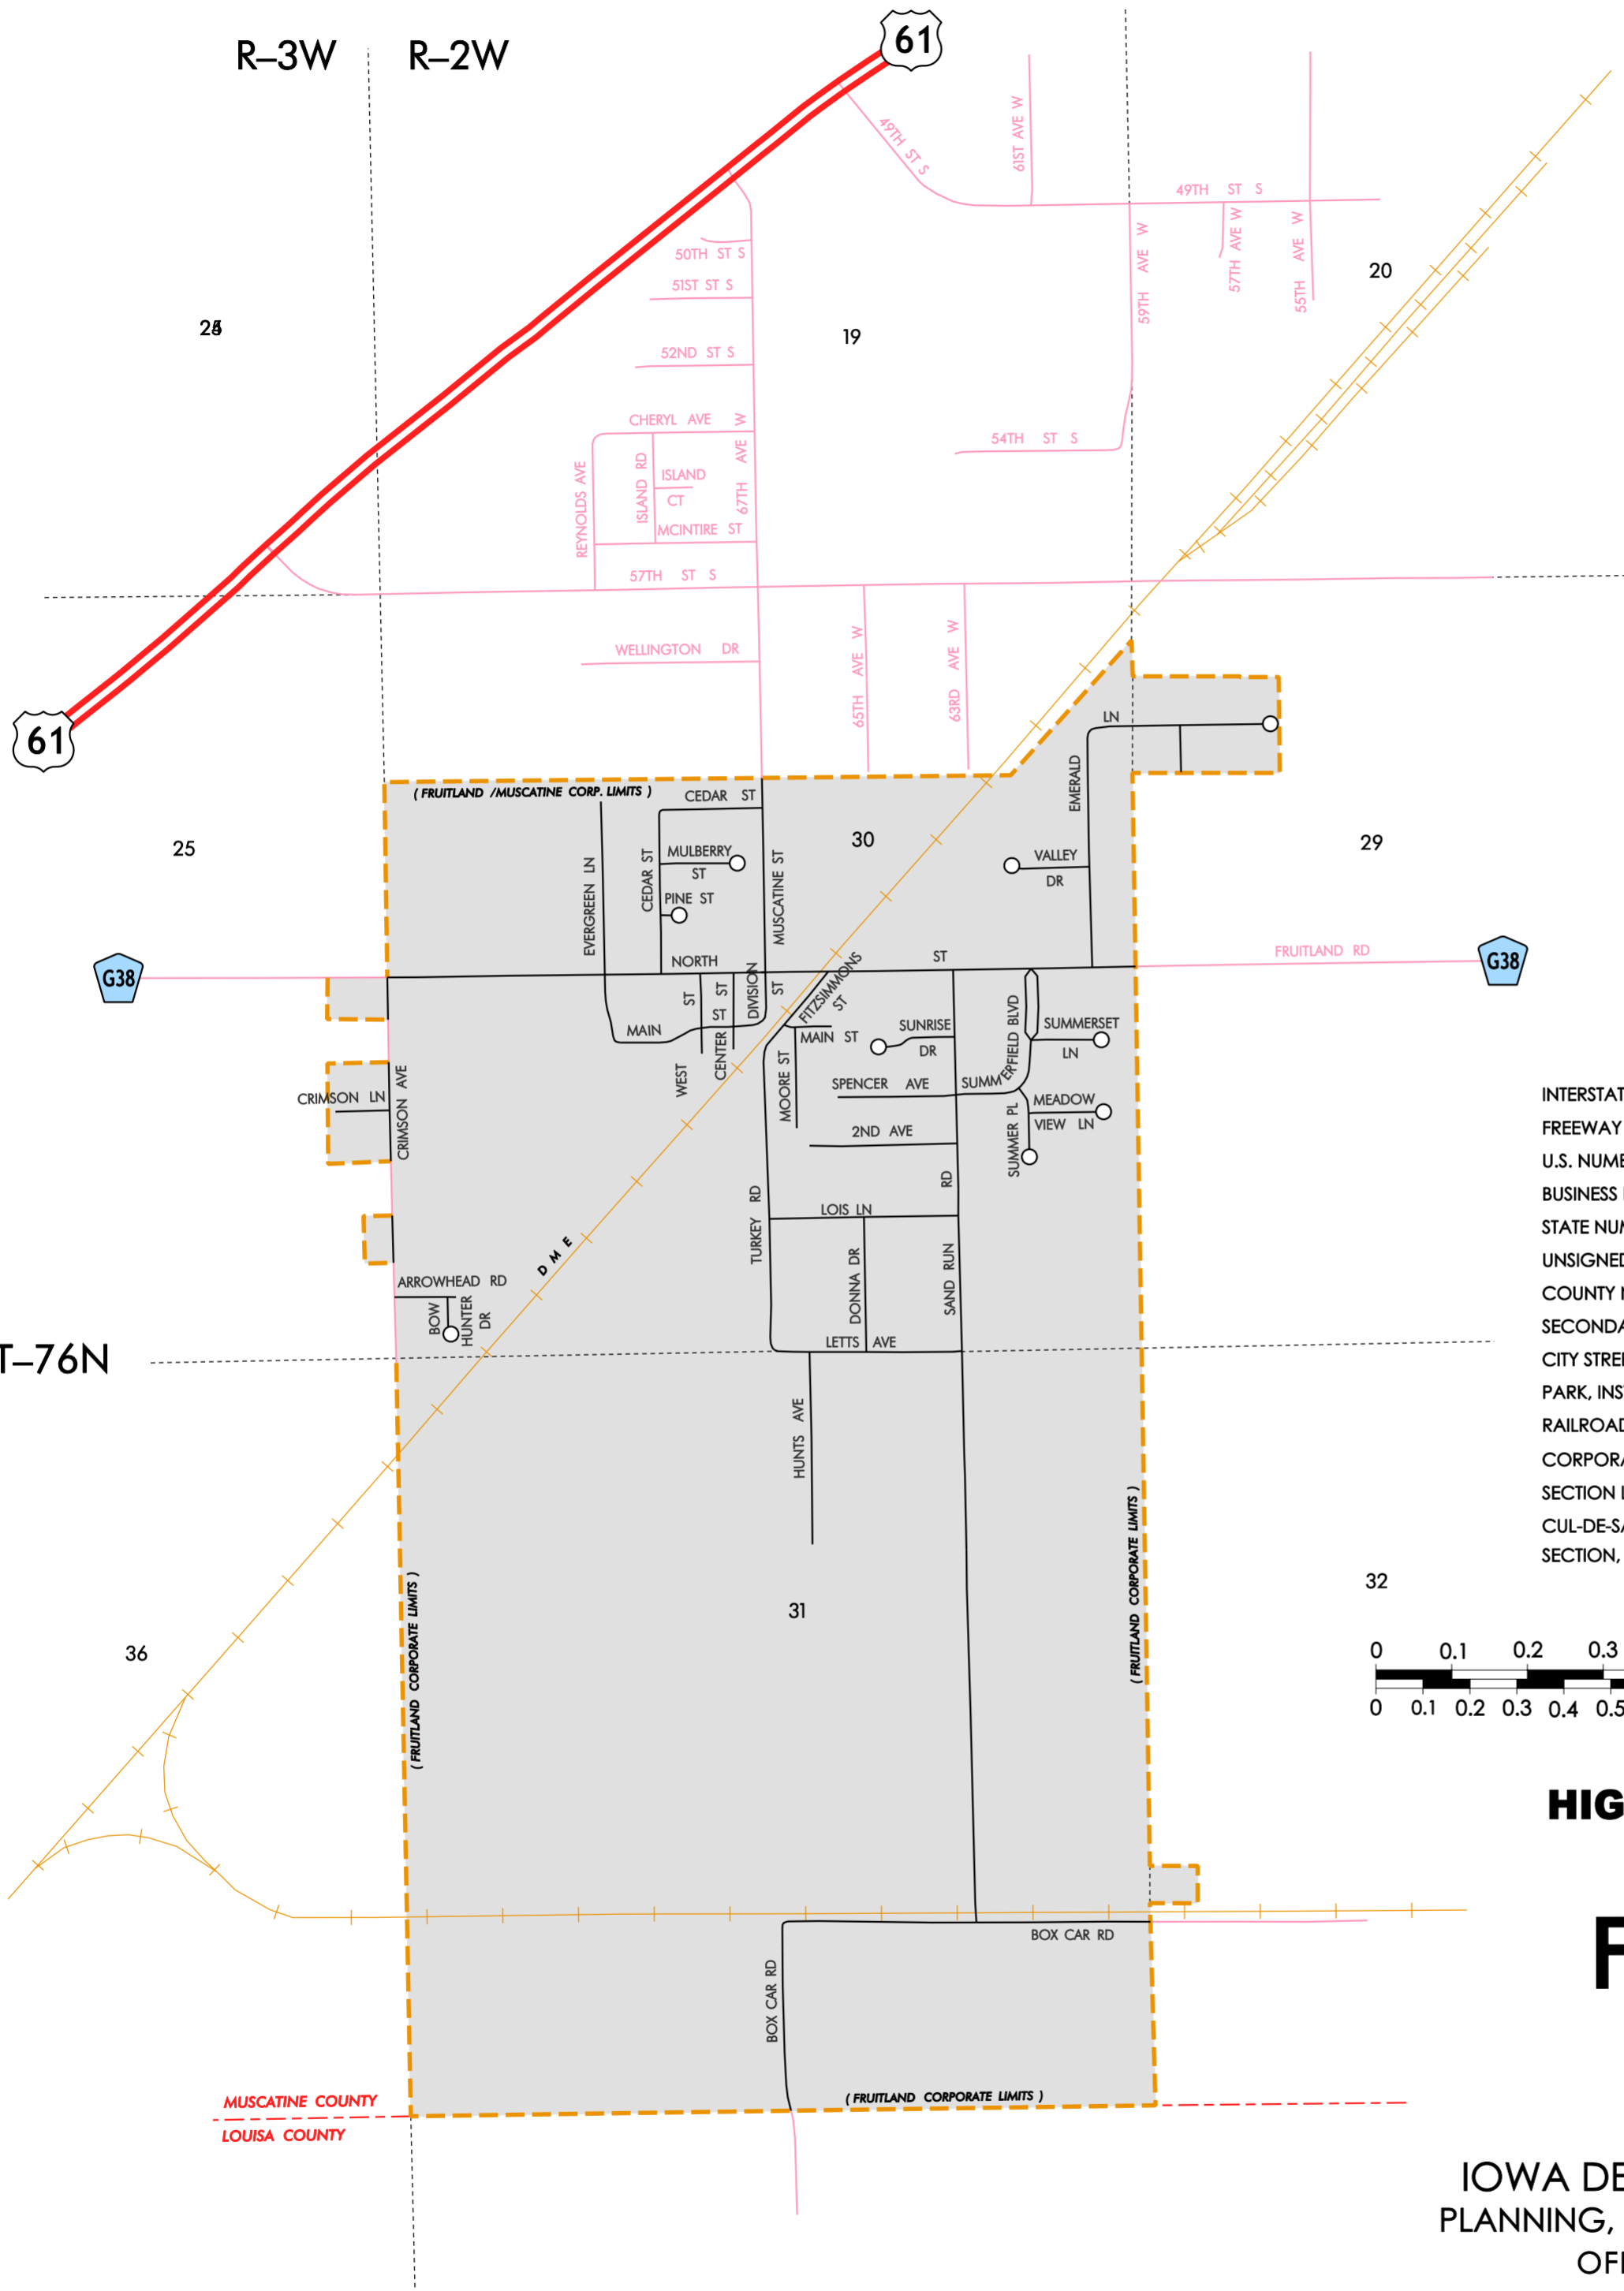 R–3W
R–2W
61
49TH ST S
61ST AVE W
49TH ST S
59TH AVE W
57TH AVE W
55TH AVE W
20
50TH ST S
51ST ST S
19
52ND ST S
CHERYL AVE
67TH AVE W
REYNOLDS AVE
ISLAND RD
ISLAND
CT
MCINTIRE ST
54TH ST S
57TH ST S
WELLINGTON DR
65TH AVE W
63RD AVE W
61
( FRUITLAND /MUSCATINE CORP. LIMITS )
LN
EMERALD
CEDAR ST
25
30
29
EVERGREEN LN
CEDAR ST
MULBERRY
ST
PINE ST
MUSCATINE ST
VALLEY
DR
G38
NORTH
ST
FRUITLAND RD
G38
MAIN
ST
WEST
ST
CENTER
ST
DIVISION
ST
FITZSIMMONS
ST
MAIN ST
MOORE ST
SUNRISE
DR
SUMMERFIELD BLVD
SUMMERSET
LN
SPENCER AVE
MEADOW
VIEW LN
SUMMER PL
2ND AVE
CRIMSON LN
CRIMSON AVE
TURKEY RD
LOIS LN
DONNA DR
SAND RUN
RD
DME
ARROWHEAD RD
BOW
HUNTER
DR
LETTS AVE
T–76N
HUNTS AVE
INTERSTAT
FREEWAY
U.S. NUMB
BUSINESS
STATE NUM
UNSIGNED
COUNTY
SECONDA
CITY STREE
PARK, INS
RAILROAD
CORPORA
SECTION L
CUL-DE-SA
SECTION,
( FRUITLAND CORPORATE LIMITS )
( FRUITLAND CORPORATE LIMITS )
31
32
36
0 0.1 0.2 0.3
0 0.1 0.2 0.3 0.4 0.5
HIG
F
BOX CAR RD
BOX CAR RD
( FRUITLAND CORPORATE LIMITS )
MUSCATINE COUNTY
LOUISA COUNTY
IOWA DE
PLANNING,
OFF